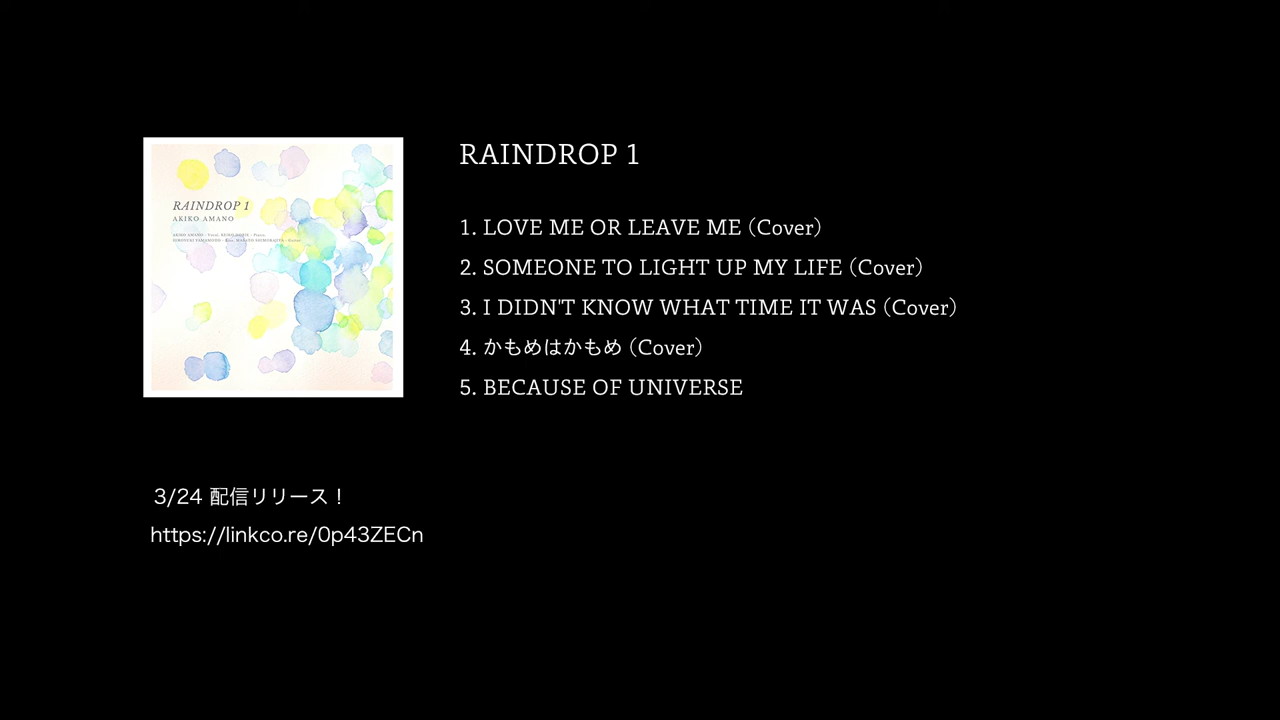 RAINDROP 1
AKIKO AMANO
RAINDROP 1
1. LOVE ME OR LEAVE ME (Cover)
2. SOMEONE TO LIGHT UP MY LIFE (Cover)
3. I DIDN'T KNOW WHAT TIME IT WAS (Cover)
4. かもめはかもめ (Cover)
5. BECAUSE OF UNIVERSE
3/24 配信リリース！
https://linkco.re/0p43ZECn